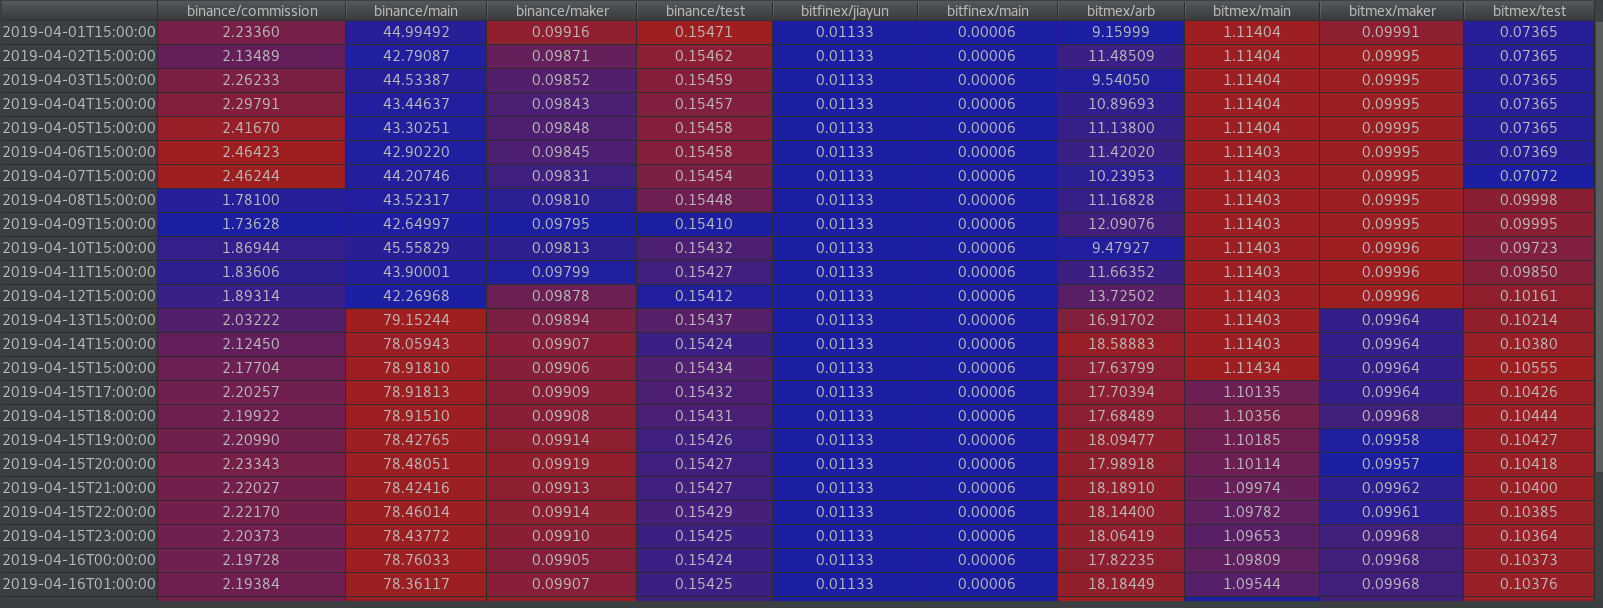 binance/commission binance/main binance/maker binance/test bitfinex/jiayun bitfinex/main bitmex/arb bitmex/main bitmex/maker bitmex/test
2019-04-01T15:00:00 2.23360 44.99492 0.09916 0.15471 0.01133 0.00006 9.15999 1.11404 0.09991 0.07365
2019-04-02T15:00:00 2.13489 42.79087 0.09871 0.15462 0.01133 0.00006 11.48509 1.11404 0.09995 0.07365
2019-04-03T15:00:00 2.26233 44.53387 0.09852 0.15459 0.01133 0.00006 9.54050 1.11404 0.09995 0.07365
2019-04-04T15:00:00 2.29791 43.44637 0.09843 0.15457 0.01133 0.00006 10.89693 1.11404 0.09995 0.07365
2019-04-05T15:00:00 2.41670 43.30251 0.09848 0.15458 0.01133 0.00006 11.13800 1.11404 0.09995 0.07365
2019-04-06T15:00:00 2.46423 42.90220 0.09845 0.15458 0.01133 0.00006 11.42020 1.11403 0.09995 0.07369
2019-04-07T15:00:00 2.46244 44.20746 0.09831 0.15454 0.01133 0.00006 10.23953 1.11403 0.09995 0.07072
2019-04-08T15:00:00 1.78100 43.52317 0.09810 0.15448 0.01133 0.00006 11.16828 1.11403 0.09995 0.09998
2019-04-09T15:00:00 1.73628 42.64997 0.09795 0.15410 0.01133 0.00006 12.09076 1.11403 0.09995 0.09995
2019-04-10T15:00:00 1.86944 45.55829 0.09813 0.15432 0.01133 0.00006 9.47927 1.11403 0.09996 0.09723
2019-04-11T15:00:00 1.83606 43.90001 0.09799 0.15427 0.01133 0.00006 11.66352 1.11403 0.09996 0.09850
2019-04-12T15:00:00 1.89314 42.26968 0.09878 0.15412 0.01133 0.00006 13.72502 1.11403 0.09996 0.10161
2019-04-13T15:00:00 2.03222 79.15244 0.09894 0.15437 0.01133 0.00006 16.91702 1.11403 0.09964 0.10214
2019-04-14T15:00:00 2.12450 78.05943 0.09907 0.15424 0.01133 0.00006 18.58883 1.11403 0.09964 0.10380
2019-04-15T15:00:00 2.17704 78.91810 0.09906 0.15434 0.01133 0.00006 17.63799 1.11434 0.09964 0.10555
2019-04-15T17:00:00 2.20257 78.91813 0.09909 0.15432 0.01133 0.00006 17.70394 1.10135 0.09964 0.10426
2019-04-15T18:00:00 2.19922 78.91510 0.09908 0.15431 0.01133 0.00006 17.68489 1.10356 0.09968 0.10444
2019-04-15T19:00:00 2.20990 78.42765 0.09914 0.15426 0.01133 0.00006 18.09477 1.10185 0.09958 0.10427
2019-04-15T20:00:00 2.23343 78.48051 0.09919 0.15427 0.01133 0.00006 17.98918 1.10114 0.09957 0.10418
2019-04-15T21:00:00 2.22027 78.42416 0.09913 0.15427 0.01133 0.00006 18.18910 1.09974 0.09962 0.10400
2019-04-15T22:00:00 2.22170 78.46014 0.09914 0.15429 0.01133 0.00006 18.14400 1.09782 0.09961 0.10385
2019-04-15T23:00:00 2.20373 78.43772 0.09910 0.15425 0.01133 0.00006 18.06419 1.09653 0.09968 0.10364
2019-04-16T00:00:00 2.19728 78.76033 0.09905 0.15424 0.01133 0.00006 17.82235 1.09809 0.09968 0.10373
2019-04-16T01:00:00 2.19384 78.36117 0.09907 0.15425 0.01133 0.00006 18.18449 1.09544 0.09968 0.10376